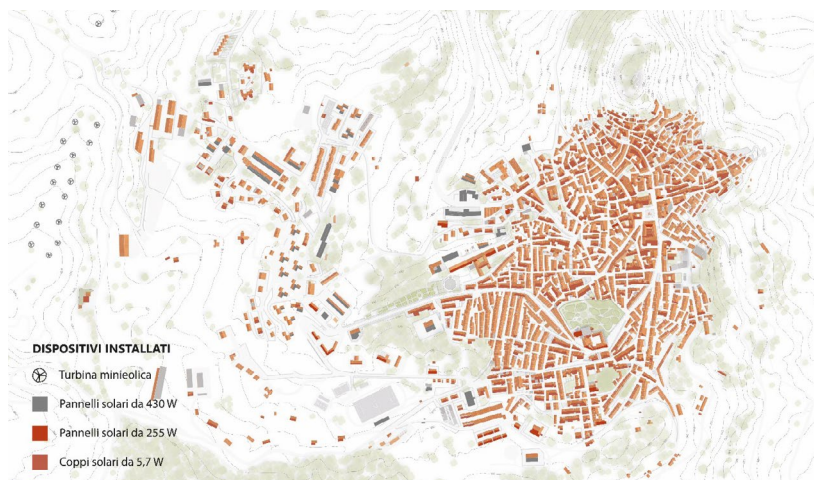 DISPOSITIVI INSTALLATI
Turbina minieolica
Pannelli solari da 430 W
Pannelli solari da 255 W
Coppi solari da 5,7 W